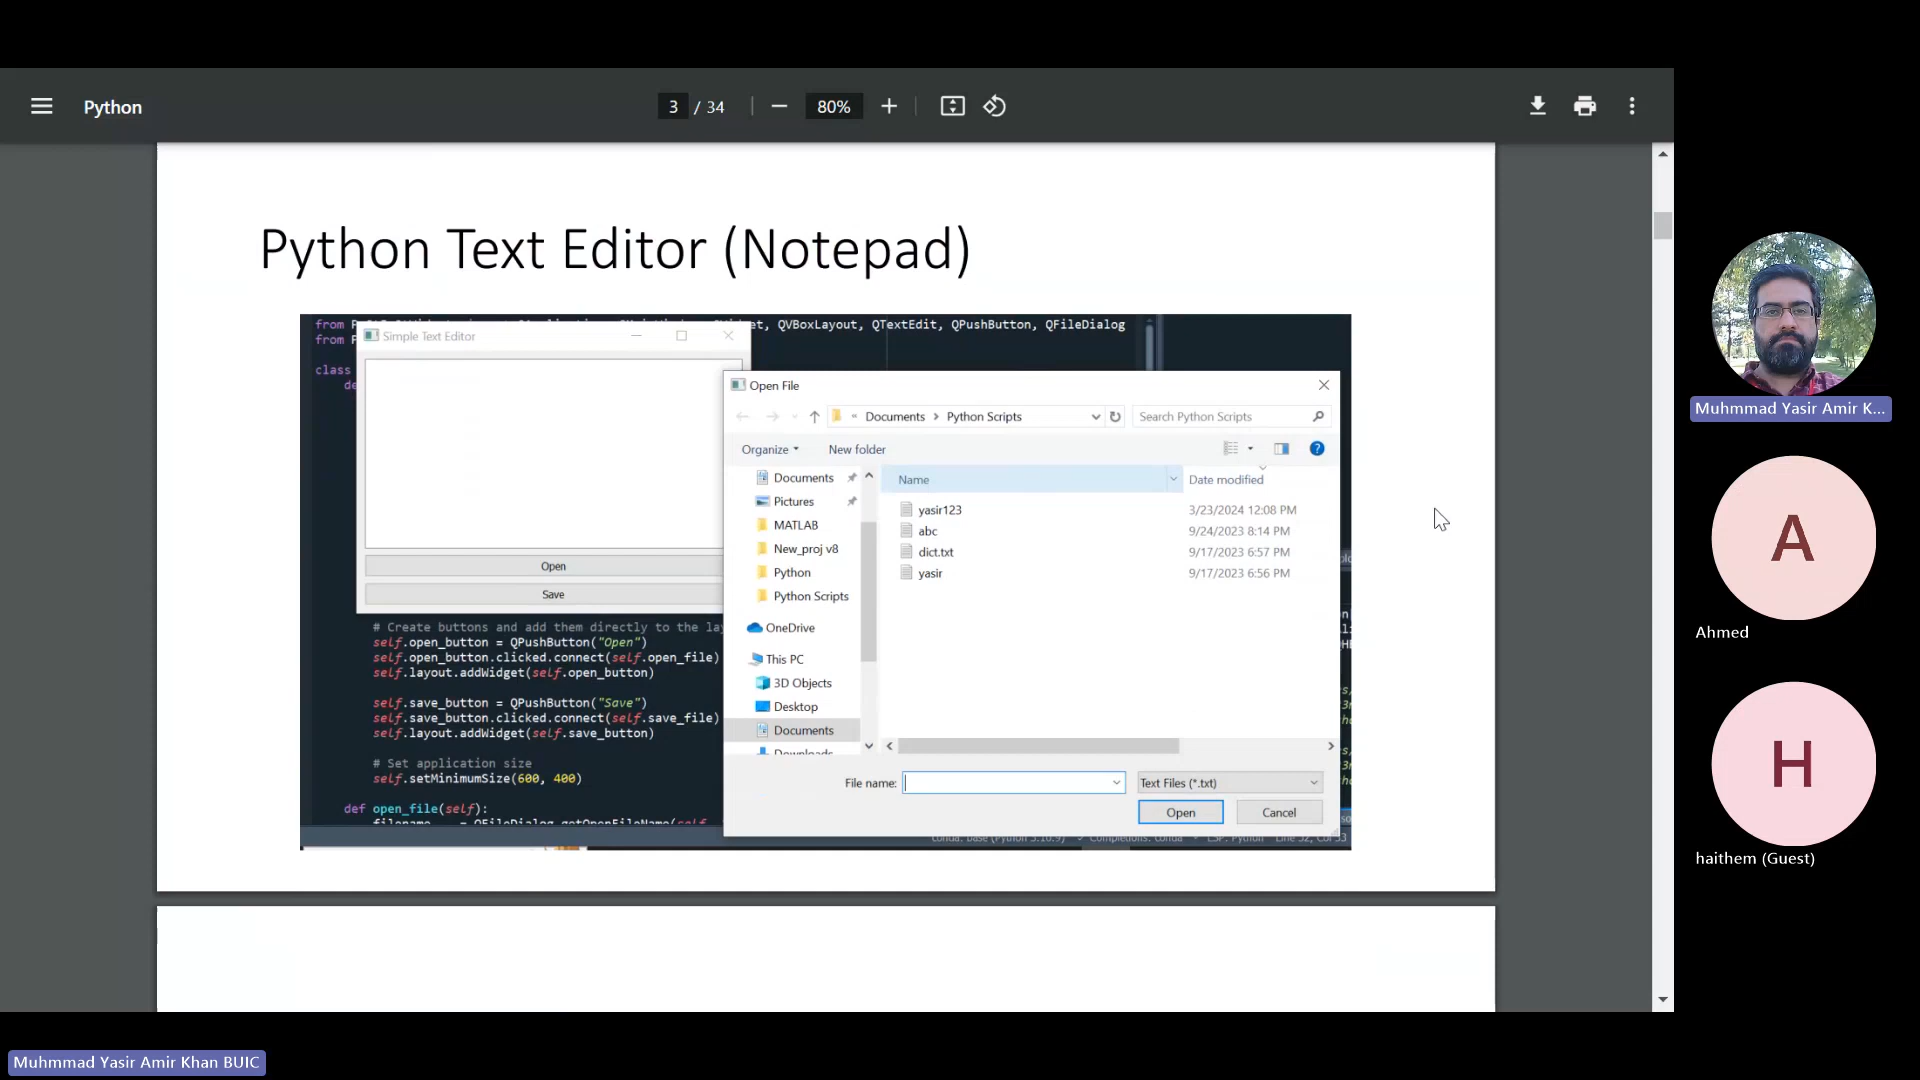 Python
3 / 34
80%
Python Text Editor (Notepad)
from
et, QVBoxLayout, QTextEdit, QPushButton, QFileDialog
from
class
Simple Text Editor
Open
Save
# Create buttons and add them directly to the
self.open_button = QPushButton("Open")
self.open_button.clicked.connect(self.open_file)
self.layout.addWidget(self.open_button)
self.save_button = QPushButton("Save")
self.save_button.clicked.connect(self.save_file)
self.layout.addWidget(self.save_button)
# Set application size
self.setMinimumSize(600, 400)
def open_file(self):
Open File
« Documents > Python Scripts
Search Python Scripts
Organize
New folder
Documents
Pictures
MATLAB
New_proj v8
Python
Python Scripts
OneDrive
This PC
3D Objects
Desktop
Documents
Downloads
Name Date modified
yasir123 3/23/2024 12:08 PM
abc 9/24/2023 8:14 PM
dict.txt 9/17/2023 6:57 PM
yasir 9/17/2023 6:56 PM
File name:
Text Files (*.txt)
Open
Cancel
Muhmmad Yasir Amir K...
A
Ahmed
H
haithem (Guest)
Muhmmad Yasir Amir Khan BUIC